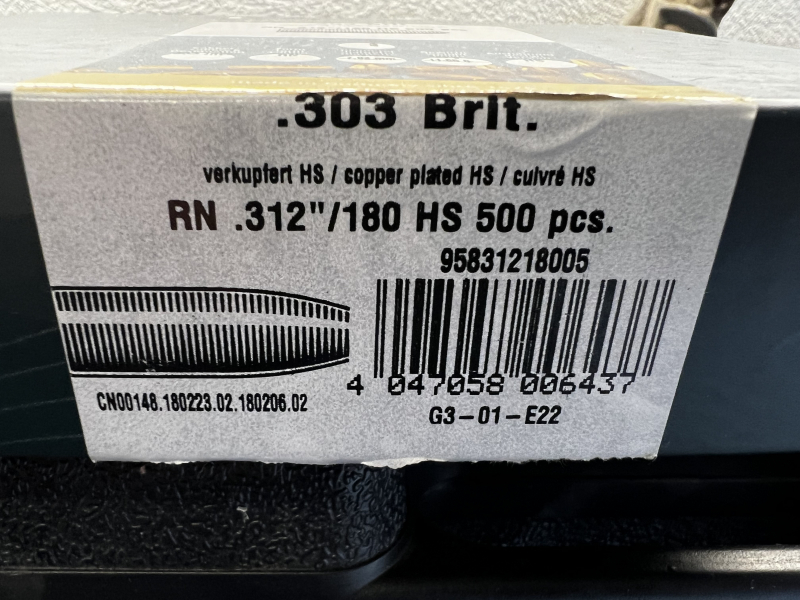 .303 Brit.
verkupfert HS / copper plated HS / cuivré HS
RN .312"/180 HS 500 pcs.
95831218005
4 047058 006437
CN00148.180223.02.180206.02
G3-01-E22